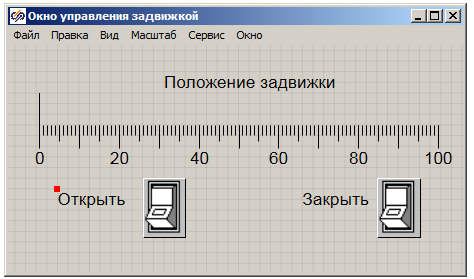 Окно управления задвижкой
Файл Правка Вид Масштаб Сервис Окно
Положение задвижки
0 20 40 60 80 100
Открыть Закрыть